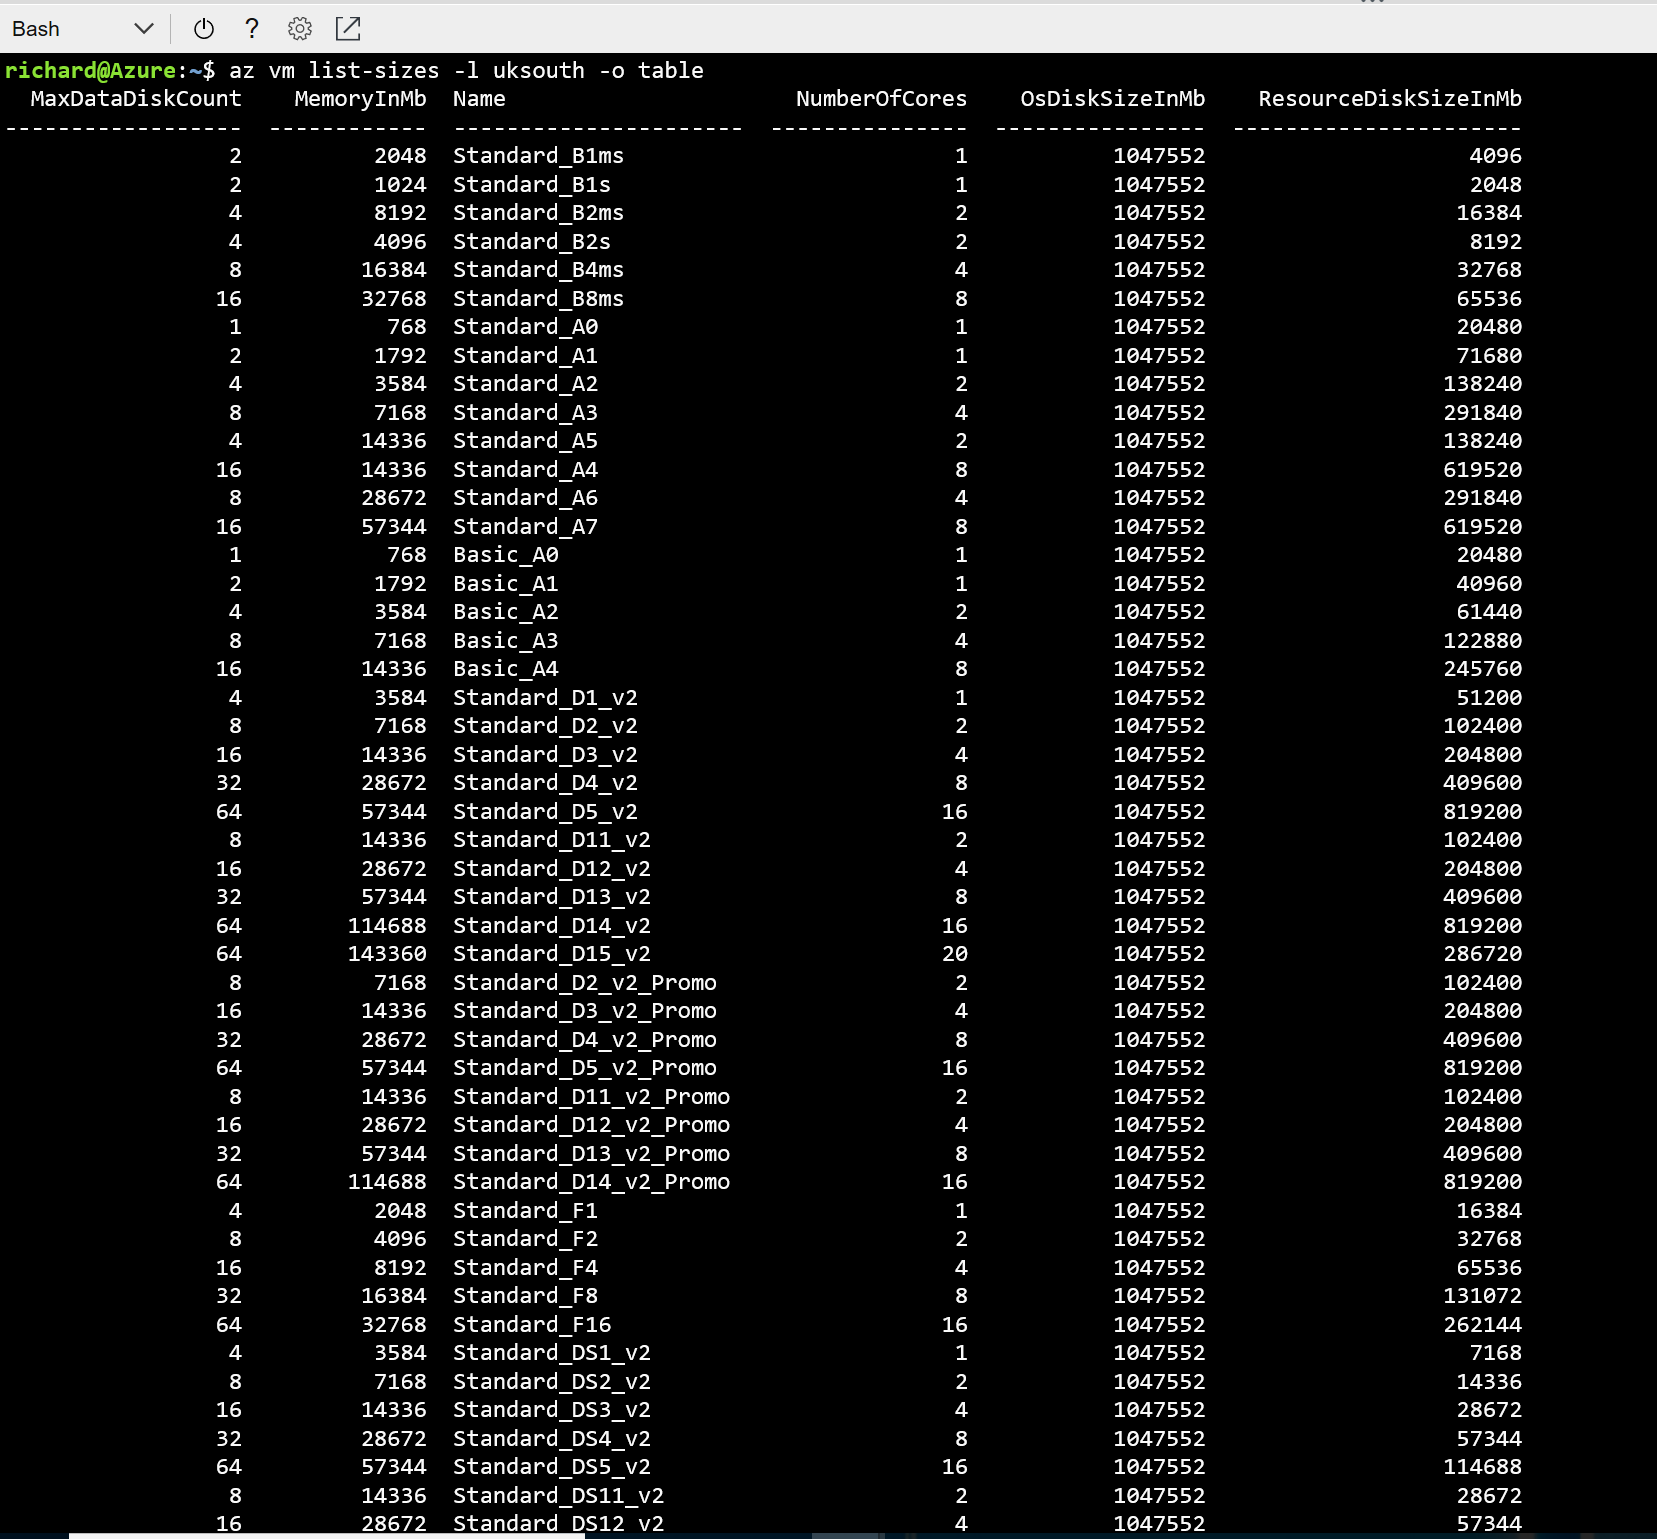 Bash
richard@Azure:~$ az vm list-sizes -l uksouth -o table
MaxDataDiskCount MemoryInMb Name NumberOfCores OsDiskSizeInMb ResourceDiskSizeInMb
------------------ ------------ ---------------------- --------------- ---------------- ----------------------
2 2048 Standard_B1ms 1 1047552 4096
2 1024 Standard_B1s 1 1047552 2048
4 8192 Standard_B2ms 2 1047552 16384
4 4096 Standard_B2s 2 1047552 8192
8 16384 Standard_B4ms 4 1047552 32768
16 32768 Standard_B8ms 8 1047552 65536
1 768 Standard_A0 1 1047552 20480
2 1792 Standard_A1 1 1047552 71680
4 3584 Standard_A2 2 1047552 138240
8 7168 Standard_A3 4 1047552 291840
4 14336 Standard_A5 2 1047552 138240
16 14336 Standard_A4 8 1047552 619520
8 28672 Standard_A6 4 1047552 291840
16 57344 Standard_A7 8 1047552 619520
1 768 Basic_A0 1 1047552 20480
2 1792 Basic_A1 1 1047552 40960
4 3584 Basic_A2 2 1047552 61440
8 7168 Basic_A3 4 1047552 122880
16 14336 Basic_A4 8 1047552 245760
4 3584 Standard_D1_v2 1 1047552 51200
8 7168 Standard_D2_v2 2 1047552 102400
16 14336 Standard_D3_v2 4 1047552 204800
32 28672 Standard_D4_v2 8 1047552 409600
64 57344 Standard_D5_v2 16 1047552 819200
8 14336 Standard_D11_v2 2 1047552 102400
16 28672 Standard_D12_v2 4 1047552 204800
32 57344 Standard_D13_v2 8 1047552 409600
64 114688 Standard_D14_v2 16 1047552 819200
64 143360 Standard_D15_v2 20 1047552 286720
8 7168 Standard_D2_v2_Promo 2 1047552 102400
16 14336 Standard_D3_v2_Promo 4 1047552 204800
32 28672 Standard_D4_v2_Promo 8 1047552 409600
64 57344 Standard_D5_v2_Promo 16 1047552 819200
8 14336 Standard_D11_v2_Promo 2 1047552 102400
16 28672 Standard_D12_v2_Promo 4 1047552 204800
32 57344 Standard_D13_v2_Promo 8 1047552 409600
64 114688 Standard_D14_v2_Promo 16 1047552 819200
4 2048 Standard_F1 1 1047552 16384
8 4096 Standard_F2 2 1047552 32768
16 8192 Standard_F4 4 1047552 65536
32 16384 Standard_F8 8 1047552 131072
64 32768 Standard_F16 16 1047552 262144
4 3584 Standard_DS1_v2 1 1047552 7168
8 7168 Standard_DS2_v2 2 1047552 14336
16 14336 Standard_DS3_v2 4 1047552 28672
32 28672 Standard_DS4_v2 8 1047552 57344
64 57344 Standard_DS5_v2 16 1047552 114688
8 14336 Standard_DS11_v2 2 1047552 28672
16 28672 Standard_DS12_v2 4 1047552 57344